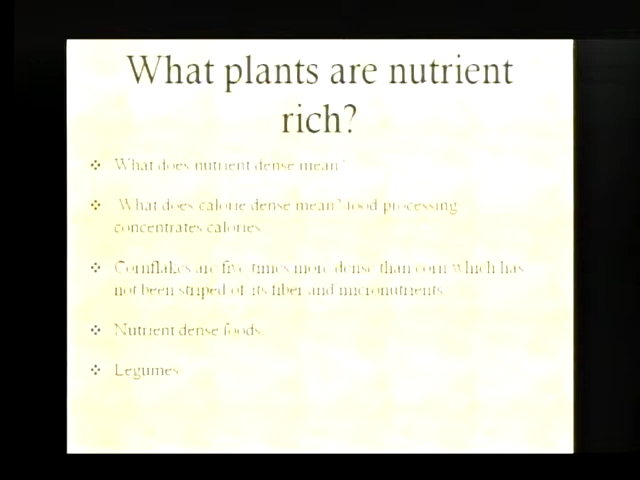 What plants are nutrient
rich?
❖ What does nutrient dense mean?
❖ What does calorie dense mean? food processing
concentrates calories
❖ Cornflakes are five times more dense than corn which has
not been striped of its fiber and micronutrients.
❖ Nutrient dense foods.
❖ Legumes